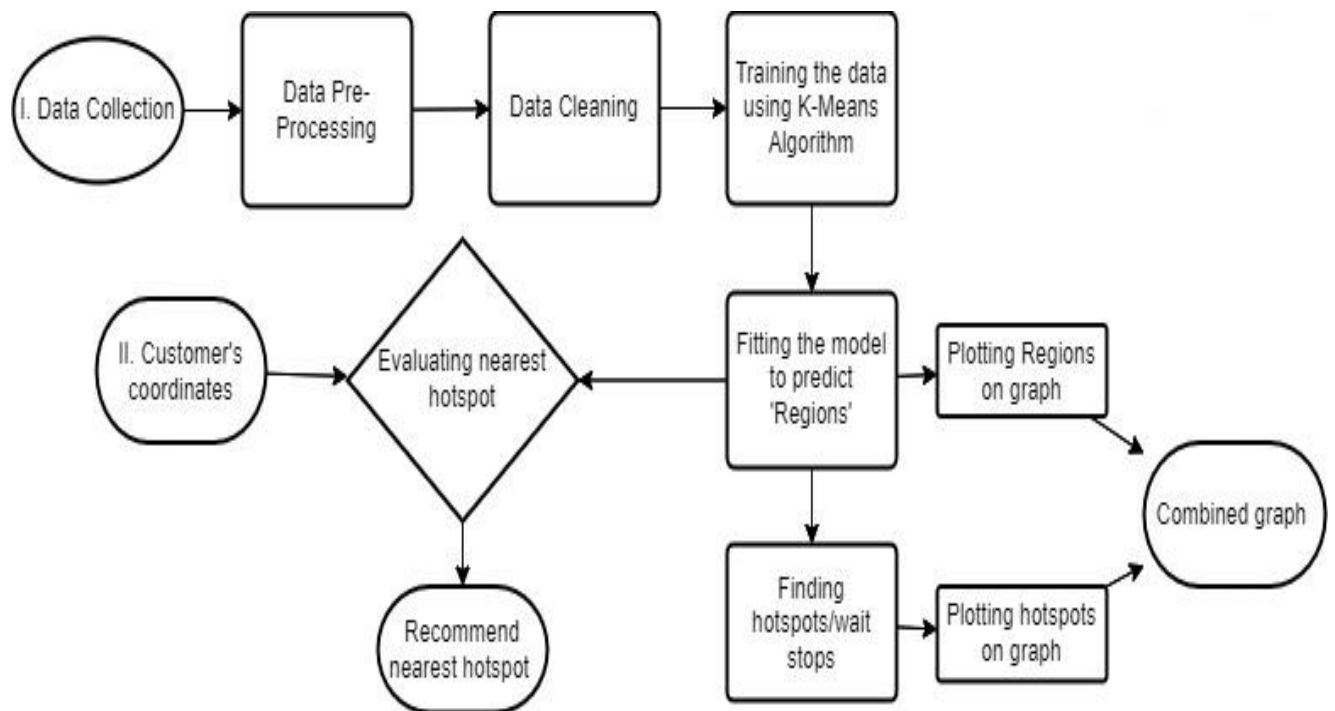 I. Data Collection
Data Pre-
Processing
Data Cleaning
Training the data
using K-Means
Algorithm
II. Customer's
coordinates
Evaluating nearest
hotspot
Fitting the model
to predict
'Regions'
Plotting Regions
on graph
Combined graph
Recommend
nearest hotspot
Finding
hotspots/wait
stops
Plotting hotspots
on graph